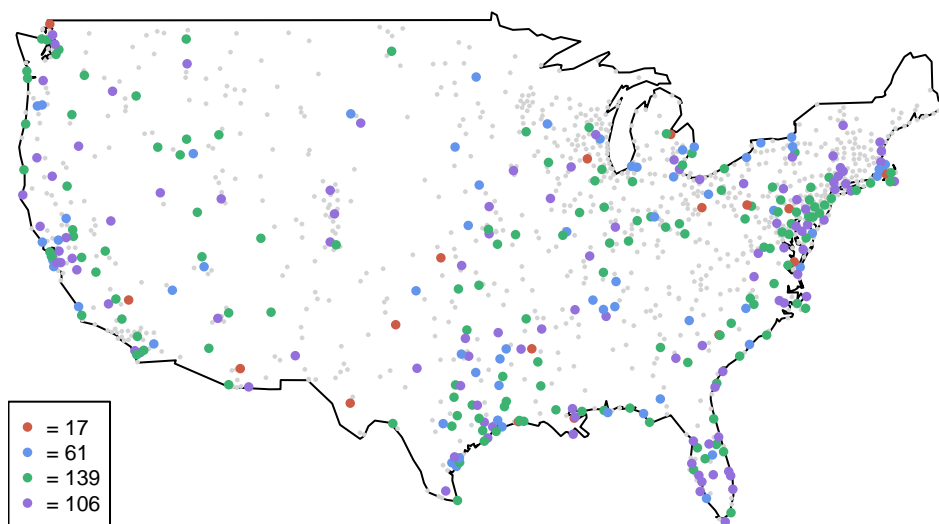 = 17
= 61
= 139
= 106